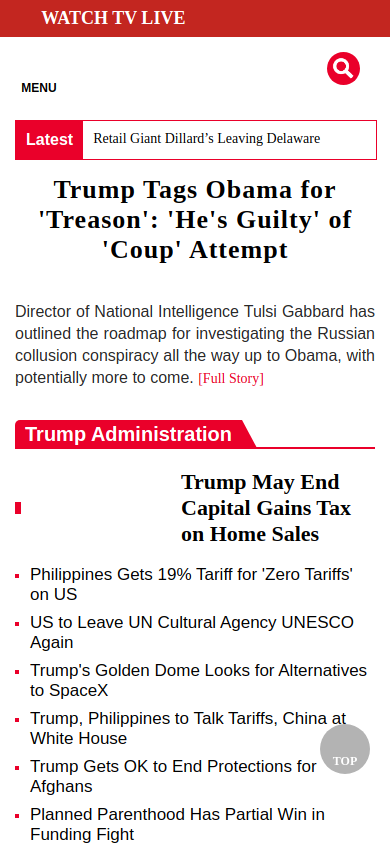 WATCH TV LIVE
MENU
Latest
Retail Giant Dillard’s Leaving Delaware
Trump Tags Obama for
'Treason': 'He's Guilty' of
'Coup' Attempt
Director of National Intelligence Tulsi Gabbard has
outlined the roadmap for investigating the Russian
collusion conspiracy all the way up to Obama, with
potentially more to come. [Full Story]
Trump Administration
Trump May End
Capital Gains Tax
on Home Sales
Philippines Gets 19% Tariff for 'Zero Tariffs'
on US
US to Leave UN Cultural Agency UNESCO
Again
Trump's Golden Dome Looks for Alternatives
to SpaceX
Trump, Philippines to Talk Tariffs, China at
White House
Trump Gets OK to End Protections for
Afghans
TOP
Planned Parenthood Has Partial Win in
Funding Fight